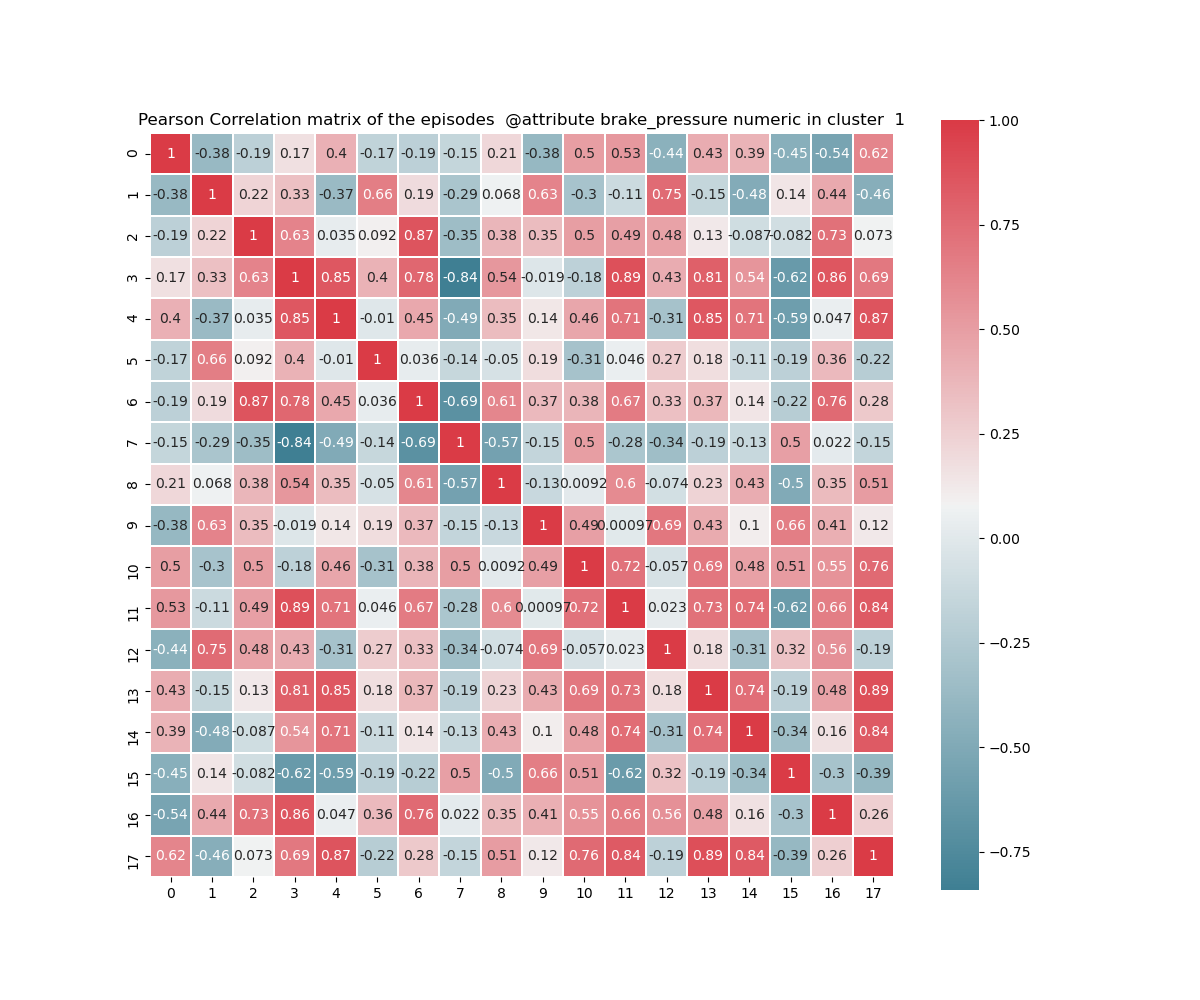 Pearson Correlation matrix of the episodes  @attribute brake_pressure numeric in cluster  1
0 1 -0.38 -0.19 0.17 0.4 -0.17 -0.19 -0.15 0.21 -0.38 0.5 0.53 -0.44 0.43 0.39 -0.45 -0.54 0.62
1 -0.38 1 0.22 0.33 -0.37 0.66 0.19 -0.29 0.068 0.63 -0.3 -0.11 0.75 -0.15 -0.48 0.14 0.44 -0.46
2 -0.19 0.22 1 0.63 0.035 0.092 0.87 -0.35 0.38 0.35 0.5 0.49 0.48 0.13 -0.087 -0.082 0.73 0.073
3 0.17 0.33 0.63 1 0.85 0.4 0.78 -0.84 0.54 -0.019 -0.18 0.89 0.43 0.81 0.54 -0.62 0.86 0.69
4 0.4 -0.37 0.035 0.85 1 -0.01 0.45 -0.49 0.35 0.14 0.46 0.71 -0.31 0.85 0.71 -0.59 0.047 0.87
5 -0.17 0.66 0.092 0.4 -0.01 1 0.036 -0.14 -0.05 0.19 -0.31 0.046 0.27 0.18 -0.11 -0.19 0.36 -0.22
6 -0.19 0.19 0.87 0.78 0.45 0.036 1 -0.69 0.61 0.37 0.38 0.67 0.33 0.37 0.14 -0.22 0.76 0.28
7 -0.15 -0.29 -0.35 -0.84 -0.49 -0.14 -0.69 1 -0.57 -0.15 0.5 -0.28 -0.34 -0.19 -0.13 0.5 0.022 -0.15
8 0.21 0.068 0.38 0.54 0.35 -0.05 0.61 -0.57 1 -0.13 0.0092 0.6 -0.074 0.23 0.43 -0.5 0.35 0.51
9 -0.38 0.63 0.35 -0.019 0.14 0.19 0.37 -0.15 -0.13 1 0.49 0.00097 0.69 0.43 0.1 0.66 0.41 0.12
10 0.5 -0.3 0.5 -0.18 0.46 -0.31 0.38 0.5 0.0092 0.49 1 0.72 -0.057 0.69 0.48 0.51 0.55 0.76
11 0.53 -0.11 0.49 0.89 0.71 0.046 0.67 -0.28 0.6 0.00097 0.72 1 0.023 0.73 0.74 -0.62 0.66 0.84
12 -0.44 0.75 0.48 0.43 -0.31 0.27 0.33 -0.34 -0.074 0.69 -0.057 0.023 1 0.18 -0.31 0.32 0.56 -0.19
13 0.43 -0.15 0.13 0.81 0.85 0.18 0.37 -0.19 0.23 0.43 0.69 0.73 0.18 1 0.74 -0.19 0.48 0.89
14 0.39 -0.48 -0.087 0.54 0.71 -0.11 0.14 -0.13 0.43 0.1 0.48 0.74 -0.31 0.74 1 -0.34 0.16 0.84
15 -0.45 0.14 -0.082 -0.62 -0.59 -0.19 -0.22 0.5 -0.5 0.66 0.51 -0.62 0.32 -0.19 -0.34 1 -0.3 -0.39
16 -0.54 0.44 0.73 0.86 0.047 0.36 0.76 0.022 0.35 0.41 0.55 0.66 0.56 0.48 0.16 -0.3 1 0.26
17 0.62 -0.46 0.073 0.69 0.87 -0.22 0.28 -0.15 0.51 0.12 0.76 0.84 -0.19 0.89 0.84 -0.39 0.26 1
0 1 2 3 4 5 6 7 8 9 10 11 12 13 14 15 16 17
1.00
0.75
0.50
0.25
0.00
−0.25
−0.50
−0.75